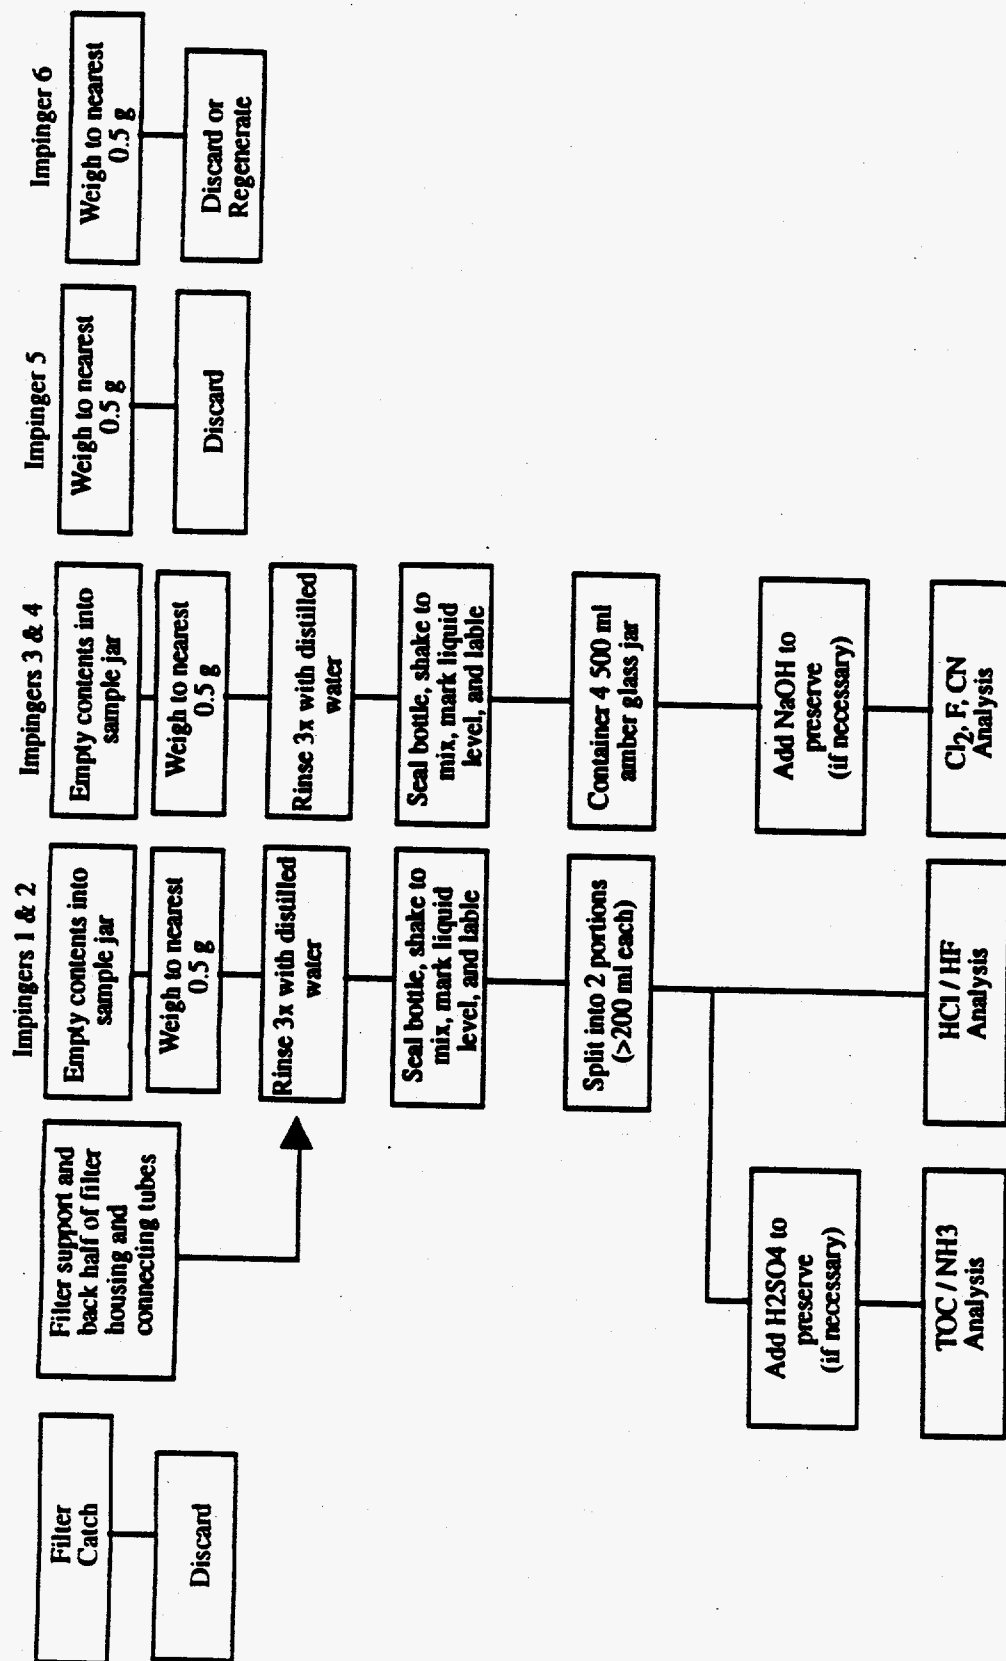 Filter
Catch
Discard
Filter support and
back half of filter
housing and
connecting tubes
Impingers 1 & 2
Empty contents into
sample jar
Weigh to nearest
0.5 g
Rinse 3x with distilled
water
Seal bottle, shake to
mix, mark liquid
level, and lable
Split into 2 portions
(>200 ml each)
Add H2SO4 to
preserve
(if necessary)
TOC / NH3
Analysis
HCl / HF
Analysis
Impingers 3 & 4
Empty contents into
sample jar
Weigh to nearest
0.5 g
Rinse 3x with distilled
water
Seal bottle, shake to
mix, mark liquid
level, and lable
Container 4 500 ml
amber glass jar
Add NaOH to
preserve
(if necessary)
Cl2, F, CN
Analysis
Impinger 5
Weigh to nearest
0.5 g
Discard
Impinger 6
Weigh to nearest
0.5 g
Discard or
Regenerate